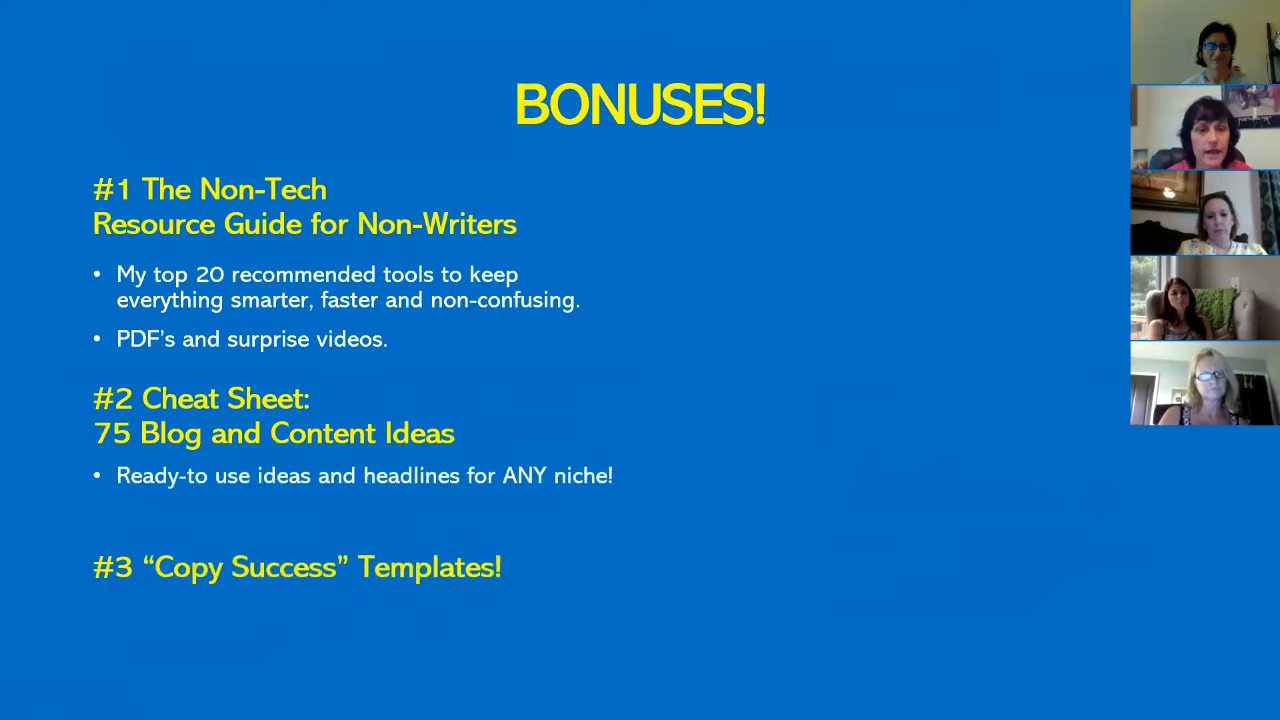 BONUSES!
#1 The Non-Tech
Resource Guide for Non-Writers
• My top 20 recommended tools to keep
everything smarter, faster and non-confusing.
• PDF’s and surprise videos.
#2 Cheat Sheet:
75 Blog and Content Ideas
• Ready-to use ideas and headlines for ANY niche!
#3 “Copy Success” Templates!